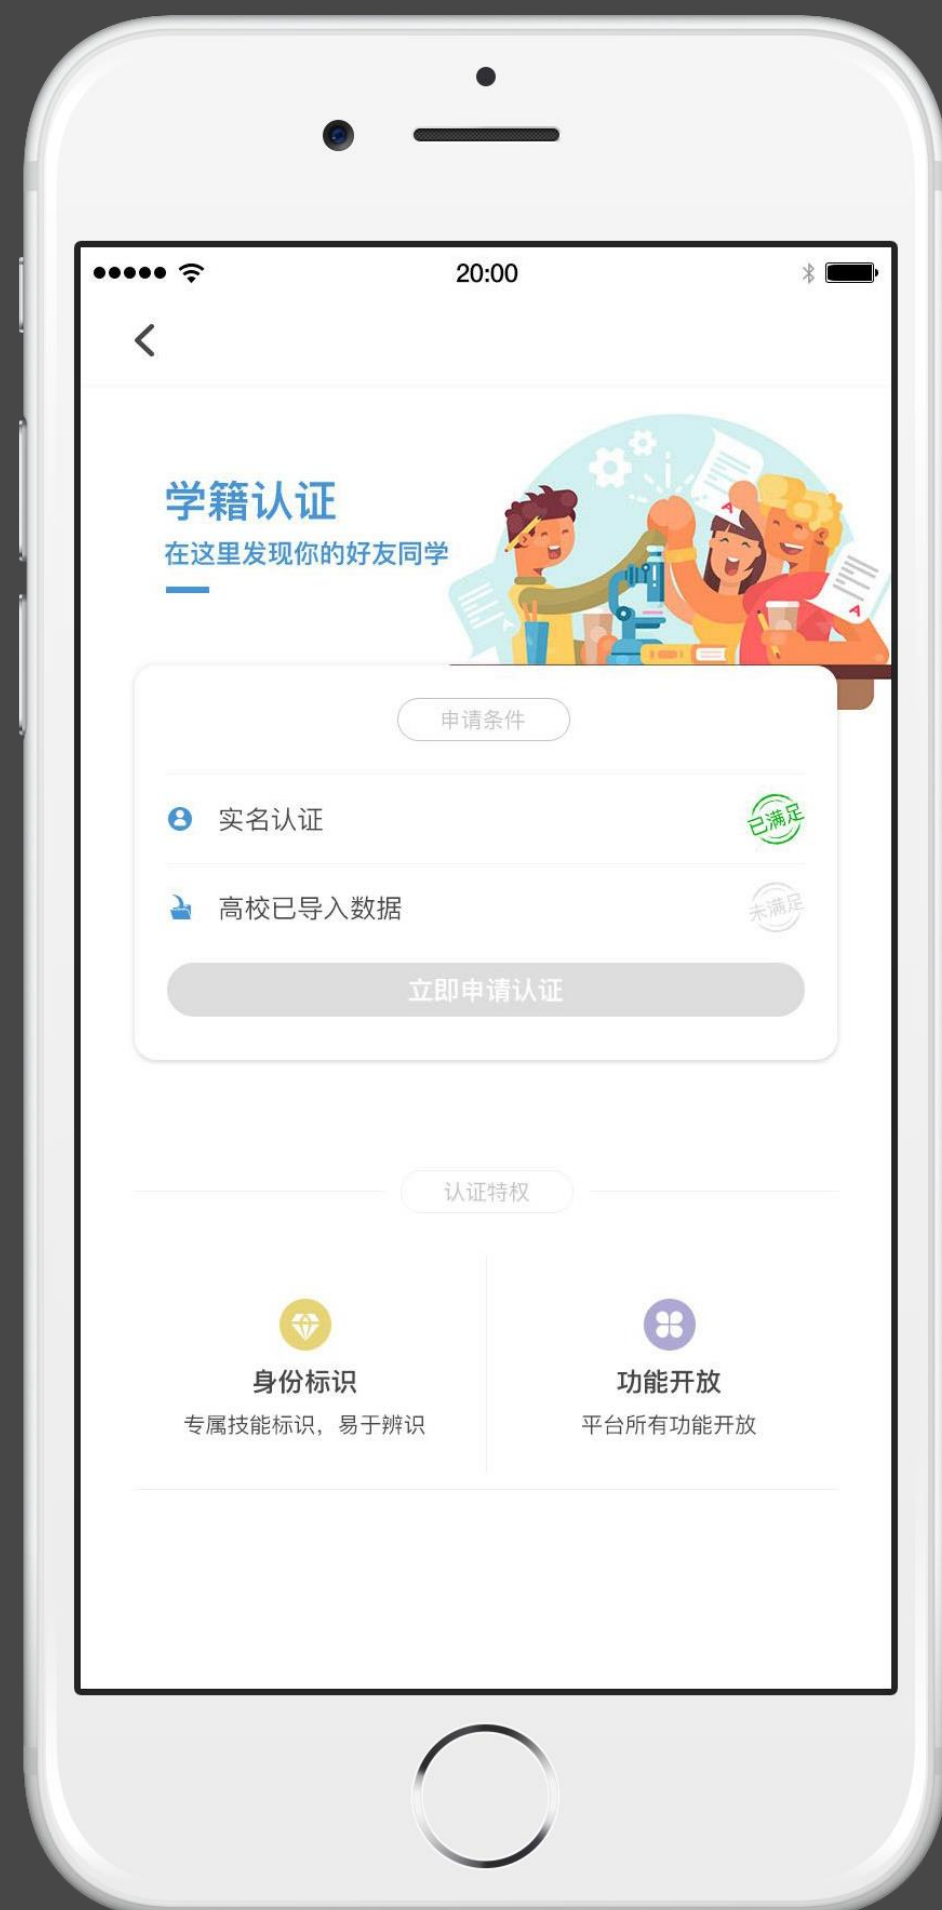 20:00
学籍认证
在这里发现你的好友同学
A
A
A
申请条件
实名认证
已满足
高校已导入数据
未满足
立即申请认证
认证特权
身份标识
功能开放
专属技能标识，易于辨识
平台所有功能开放